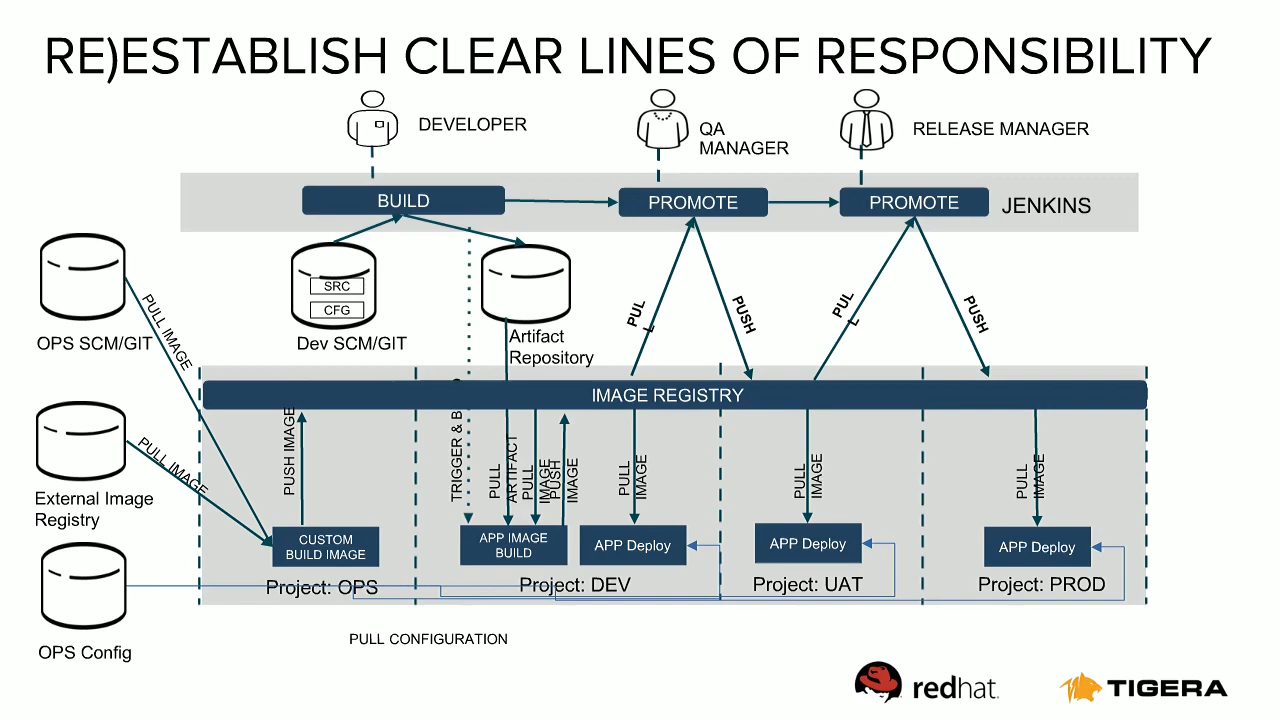 RE)ESTABLISH CLEAR LINES OF RESPONSIBILITY
DEVELOPER
QA
MANAGER
RELEASE MANAGER
BUILD
PROMOTE
PROMOTE
JENKINS
SRC
CFG
OPS SCM/GIT
Dev SCM/GIT
Artifact
Repository
PULL IMAGE
PUL
L
PUSH
PUL
L
PUSH
IMAGE REGISTRY
External Image
Registry
PULL IMAGE
PUSH IMAGE
TRIGGER & B
PULL
ARTIFACT
PULL
IMAGE
PUSH
IMAGE
PULL
IMAGE
PULL
IMAGE
PULL
IMAGE
CUSTOM
BUILD IMAGE
APP IMAGE
BUILD
APP Deploy
APP Deploy
APP Deploy
Project: OPS
Project: DEV
Project: UAT
Project: PROD
OPS Config
PULL CONFIGURATION
redhat.
TIGERA